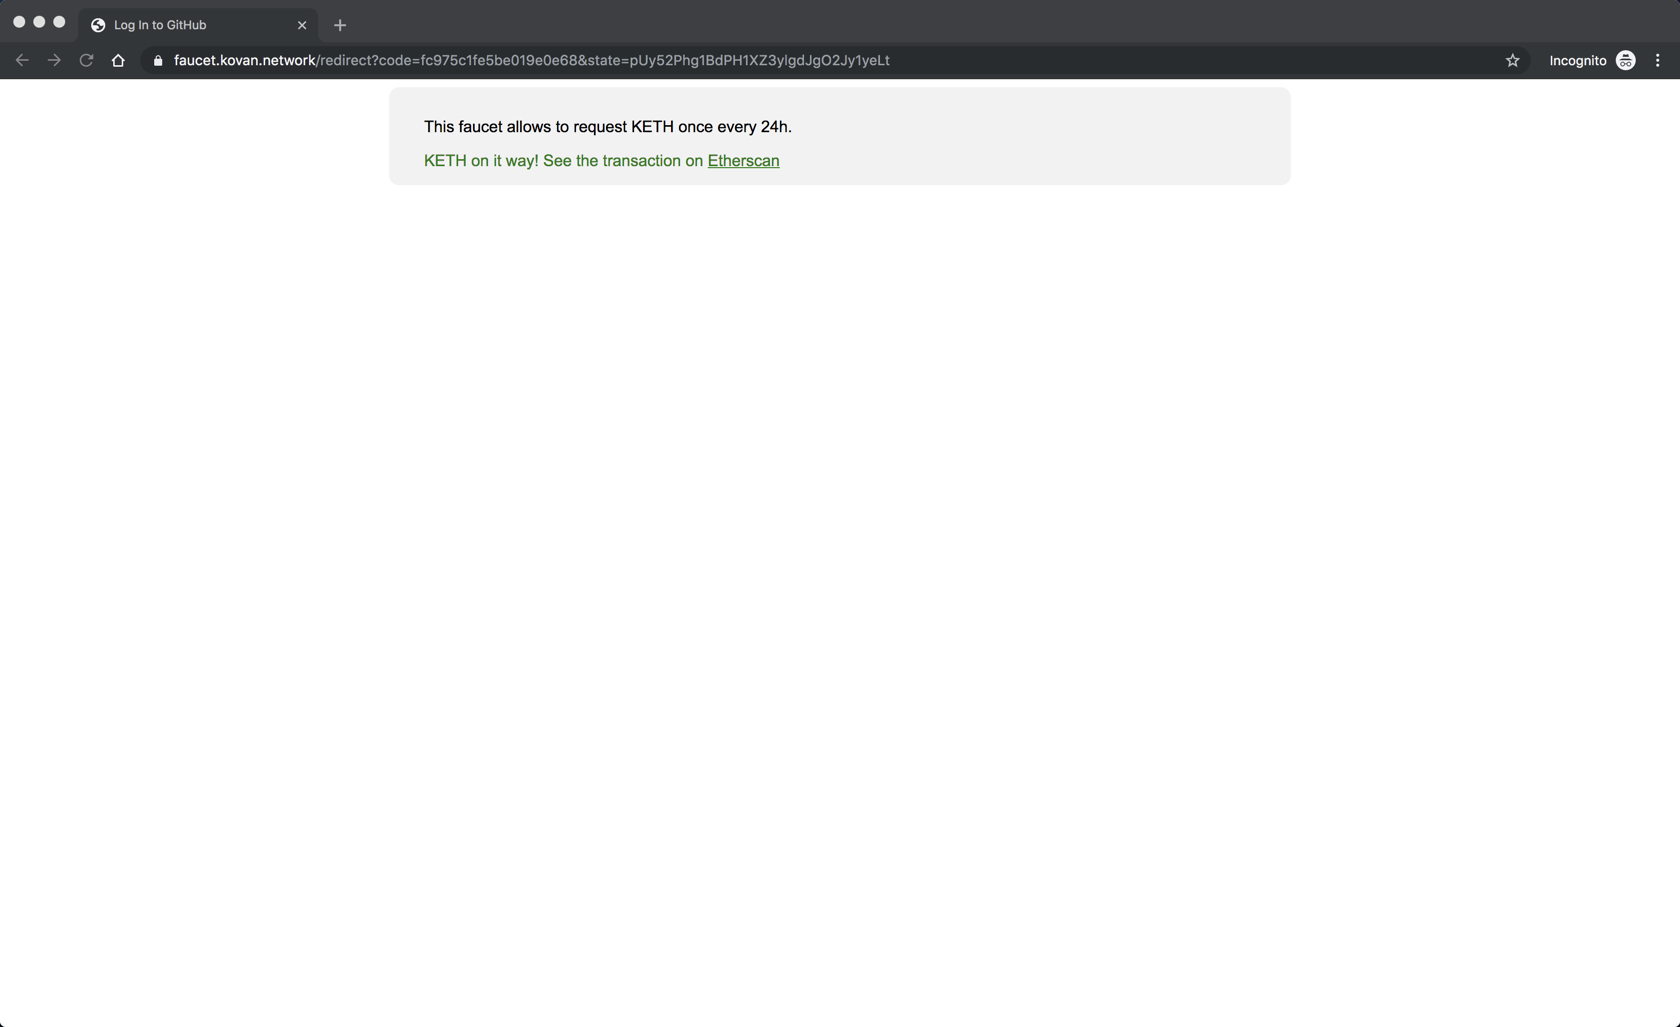 Log In to GitHub
faucet.kovan.network/redirect?code=fc975c1fe5be019e0e68&state=pUy52Phg1BdPH1XZ3ylgdJgO2Jy1yeLt
Incognito
This faucet allows to request KETH once every 24h.
KETH on it way! See the transaction on Etherscan